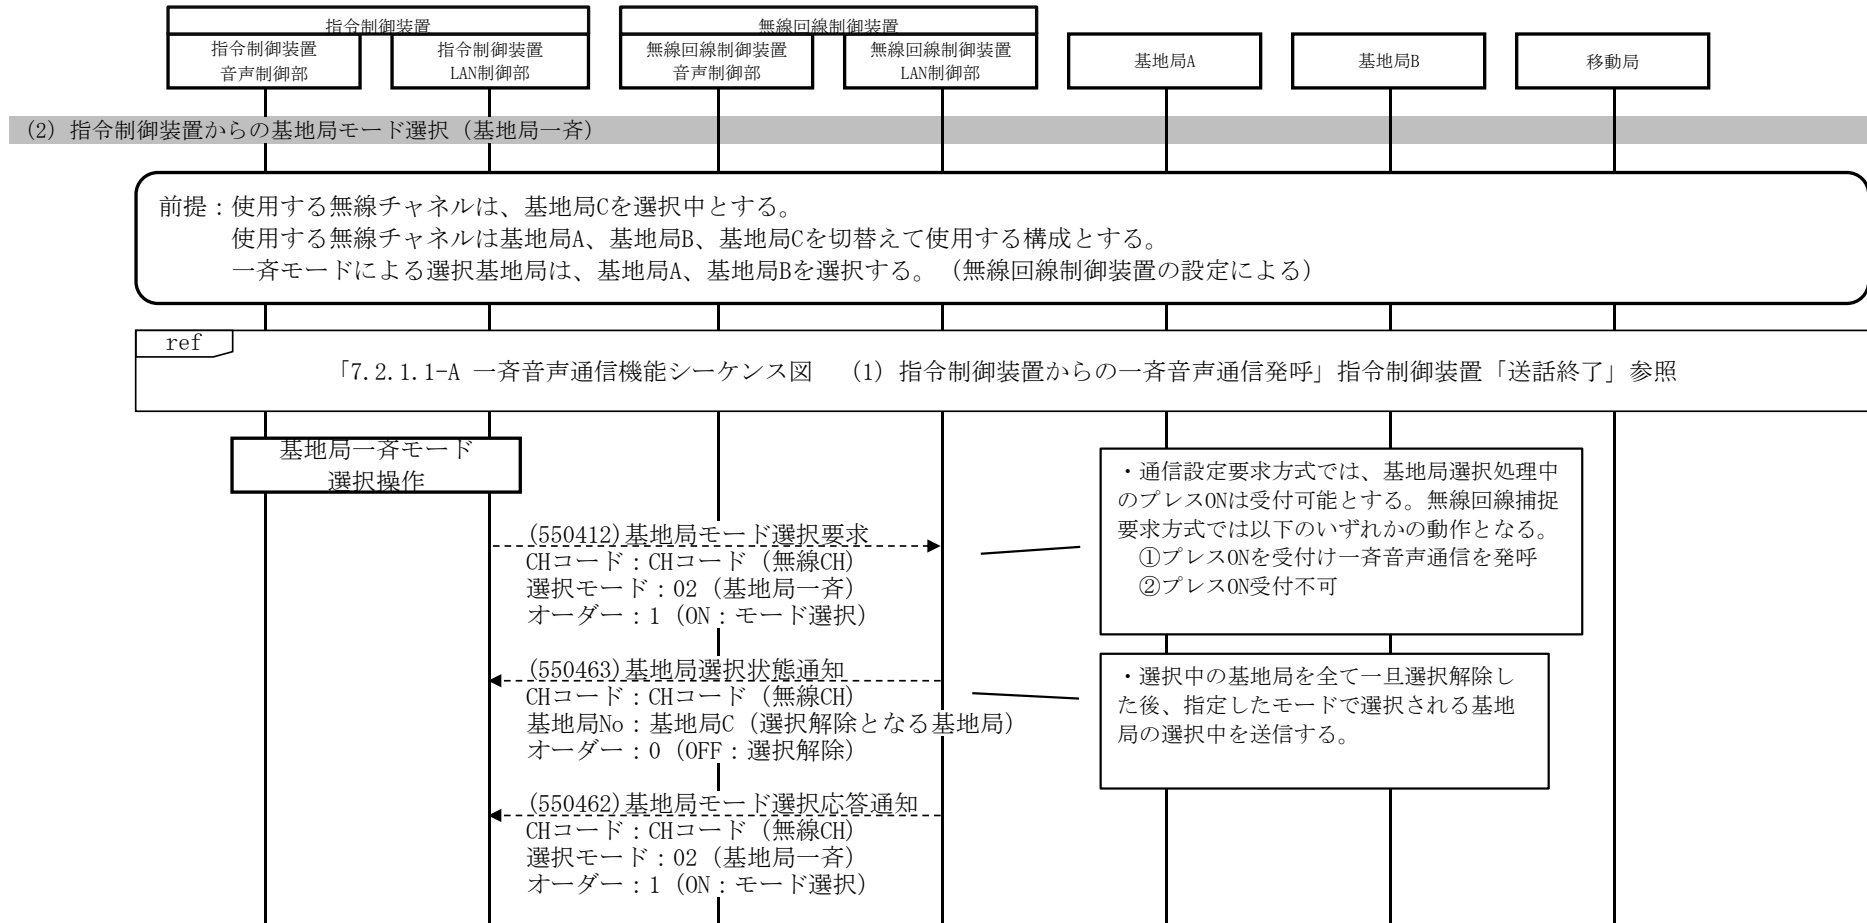 指令制御装置
無線回線制御装置
指令制御装置
音声制御部
指令制御装置
LAN制御部
無線回線制御装置
音声制御部
無線回線制御装置
LAN制御部
基地局A
基地局B
移動局
(2) 指令制御装置からの基地局モード選択（基地局一斉）
前提：使用する無線チャネルは、基地局Cを選択中とする。
使用する無線チャネルは基地局A、基地局B、基地局Cを切替えて使用する構成とする。
一斉モードによる選択基地局は、基地局A、基地局Bを選択する。（無線回線制御装置の設定による）
ref
「7.2.1.1-A 一斉音声通信機能シーケンス図　(1) 指令制御装置からの一斉音声通信発呼」指令制御装置「送話終了」参照
基地局一斉モード
選択操作
・通信設定要求方式では、基地局選択処理中
のプレスONは受付可能とする。無線回線捕捉
要求方式では以下のいずれかの動作となる。
①プレスONを受付け一斉音声通信を発呼
②プレスON受付不可
(550412)基地局モード選択要求
CHコード：CHコード（無線CH）
選択モード：02（基地局一斉）
オーダー：1（ON：モード選択）
(550463)基地局選択状態通知
CHコード：CHコード（無線CH）
基地局No：基地局C（選択解除となる基地局）
オーダー：0（OFF：選択解除）
・選択中の基地局を全て一旦選択解除し
た後、指定したモードで選択される基地
局の選択中を送信する。
(550462)基地局モード選択応答通知
CHコード：CHコード（無線CH）
選択モード：02（基地局一斉）
オーダー：1（ON：モード選択）